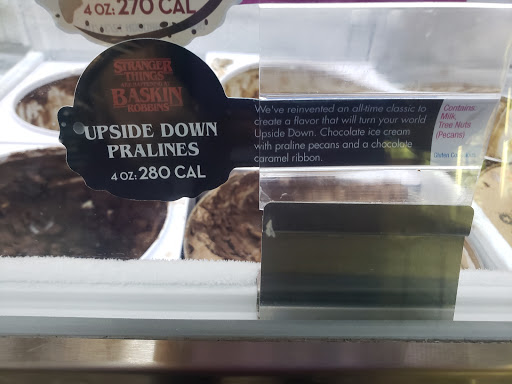 4 OZ: 270 CAL
STRANGER
THINGS
BASKIN
ROBBINS
UPSIDE DOWN
PRALINES
4 OZ: 280 CAL
We've reinvented an all-time classic to
create a flavor that will turn your world
Upside Down. Chocolate ice cream
with praline pecans and a chocolate
caramel ribbon.
Contains:
Milk,
Tree Nuts
(Pecans)
Gluten